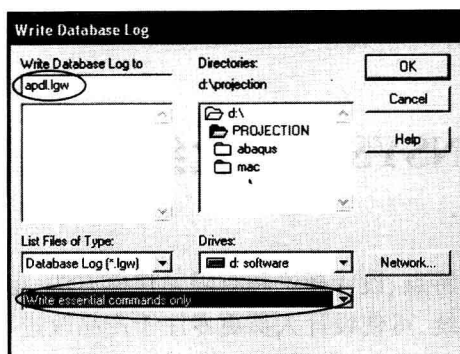 Write Database Log
Write Database Log to
apdl.lgw
Directories:
d:\projection
d:\
PROJECTION
abaqus
mac
OK
Cancel
Help
List Files of Type:
Database Log (*.lgw)
Drives:
d: software
Network...
Write essential commands only